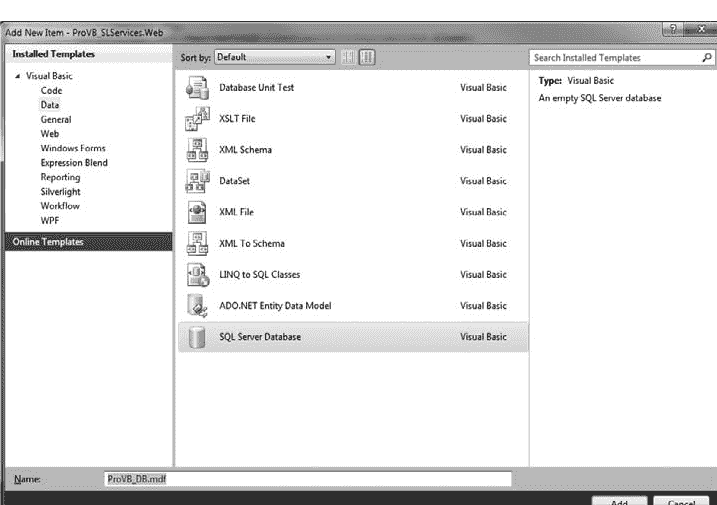 Add New Item - ProVB_SLServices.Web
Installed Templates
Visual Basic
Code
Data
General
Web
Windows Forms
Expression Blend
Reporting
Silverlight
Workflow
WPF
Online Templates
Sort by: Default
Database Unit Test Visual Basic
XSLT File Visual Basic
XML Schema Visual Basic
DataSet Visual Basic
XML File Visual Basic
XML To Schema Visual Basic
LINQ to SQL Classes Visual Basic
ADO.NET Entity Data Model Visual Basic
SQL Server Database Visual Basic
Search Installed Templates
Type: Visual Basic
An empty SQL Server database
Name: ProVB_DB.mdf
Add Cancel